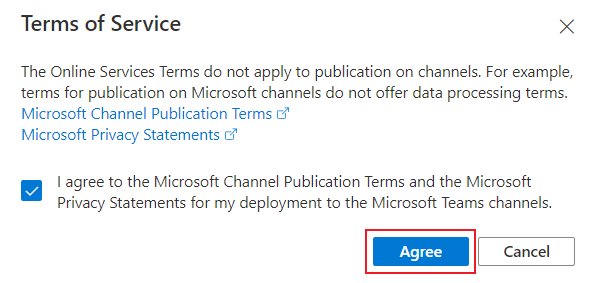 Terms of Service
The Online Services Terms do not apply to publication on channels. For example,
terms for publication on Microsoft channels do not offer data processing terms.
Microsoft Channel Publication Terms
Microsoft Privacy Statements
I agree to the Microsoft Channel Publication Terms and the Microsoft
Privacy Statements for my deployment to the Microsoft Teams channels.
Agree
Cancel